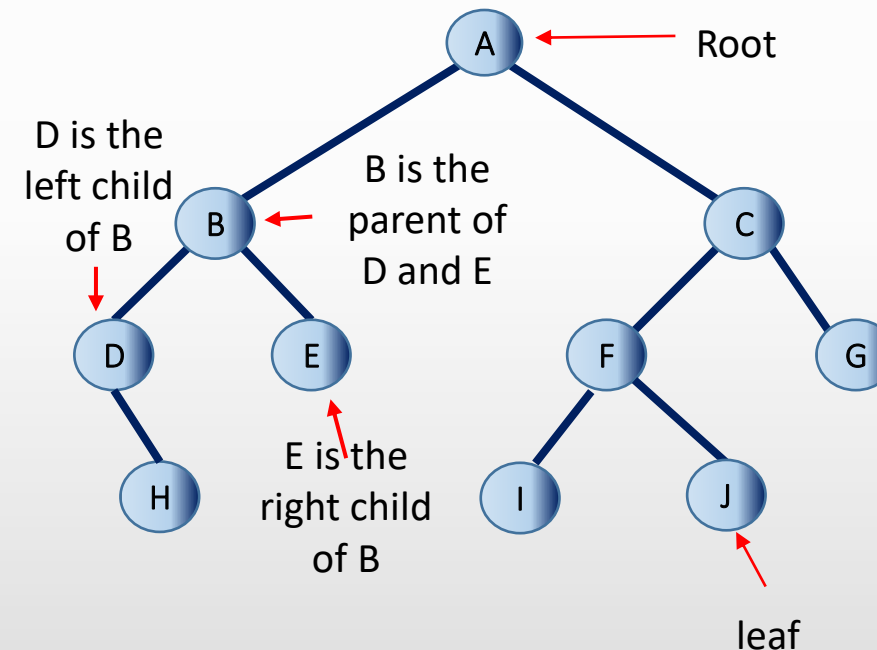 A
Root
D is the
left child
of B
B is the
parent of
D and E
B
C
D
E
F
G
E is the
right child
of B
H
I
J
leaf